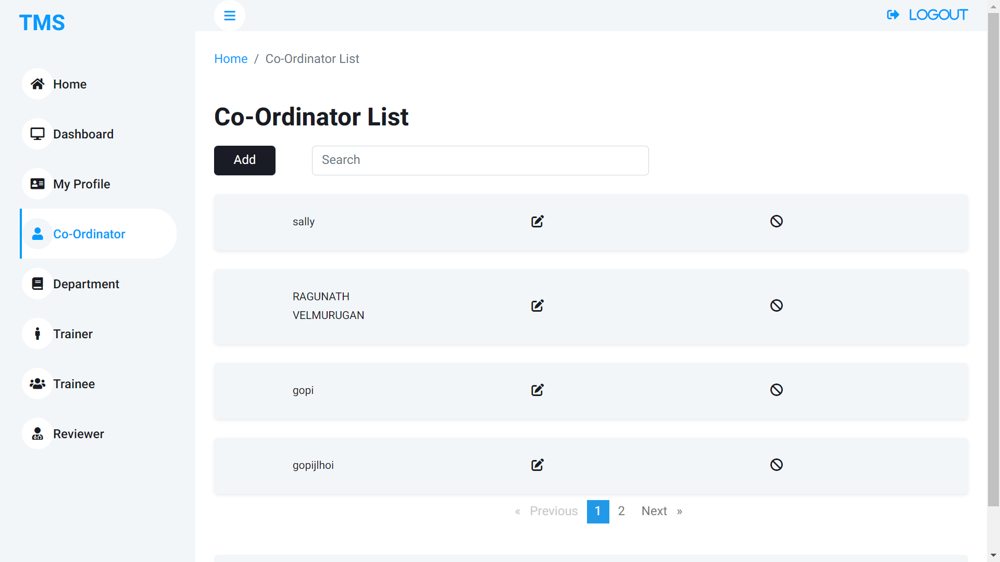 TMS
LOGOUT
Home
Dashboard
My Profile
Co-Ordinator
Department
Trainer
Trainee
Reviewer
Home / Co-Ordinator List
Co-Ordinator List
Add
Search
sally
RAGUNATH
VELMURUGAN
gopi
gopijlhoi
« Previous 1 2 Next »